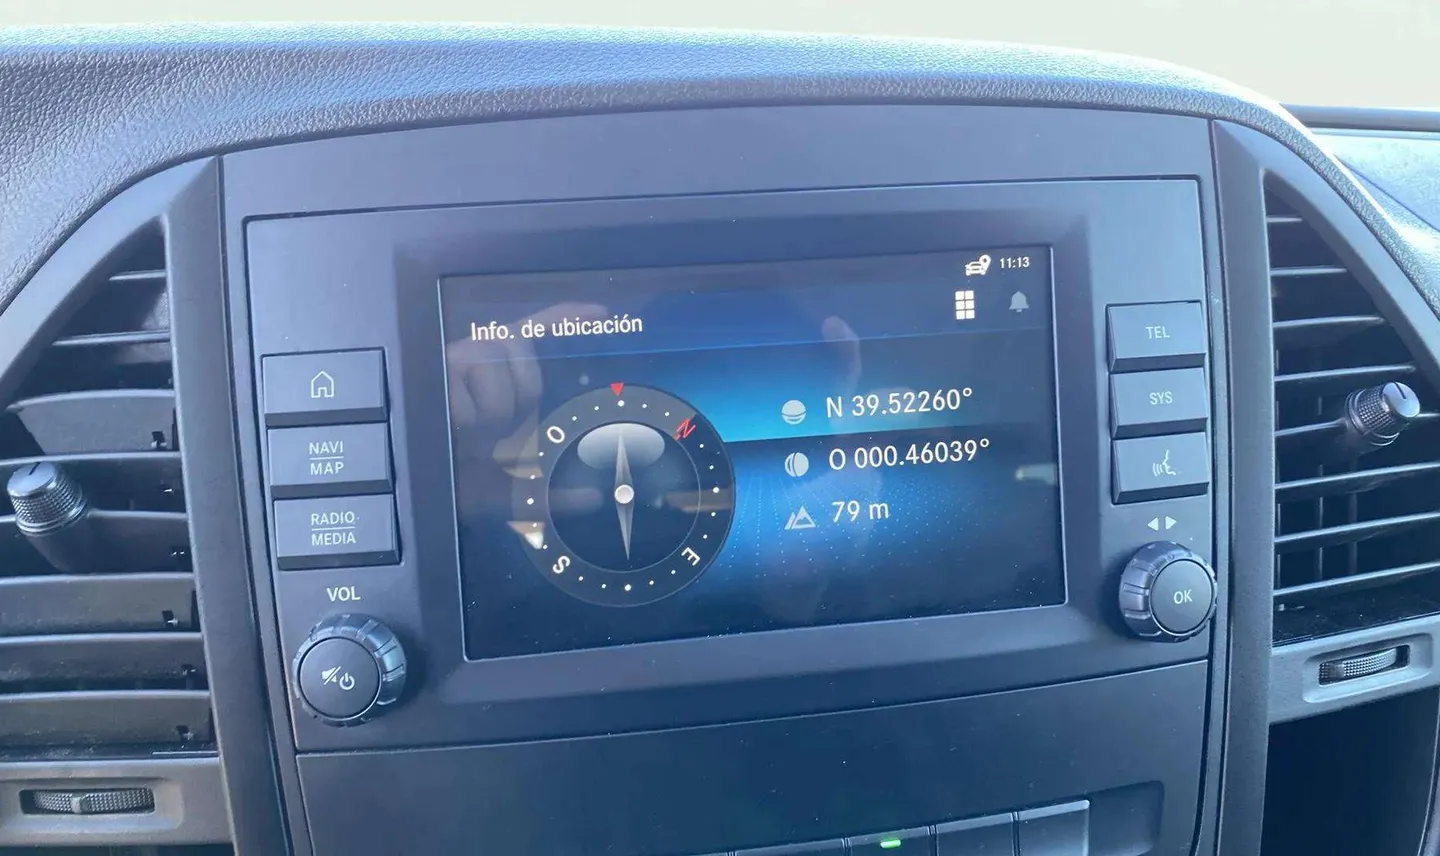 11:13
Info. de ubicación
N
O
S
E
N 39.52260°
O 000.46039°
79 m
NAVI
MAP
RADIO
MEDIA
VOL
TEL
SYS
OK